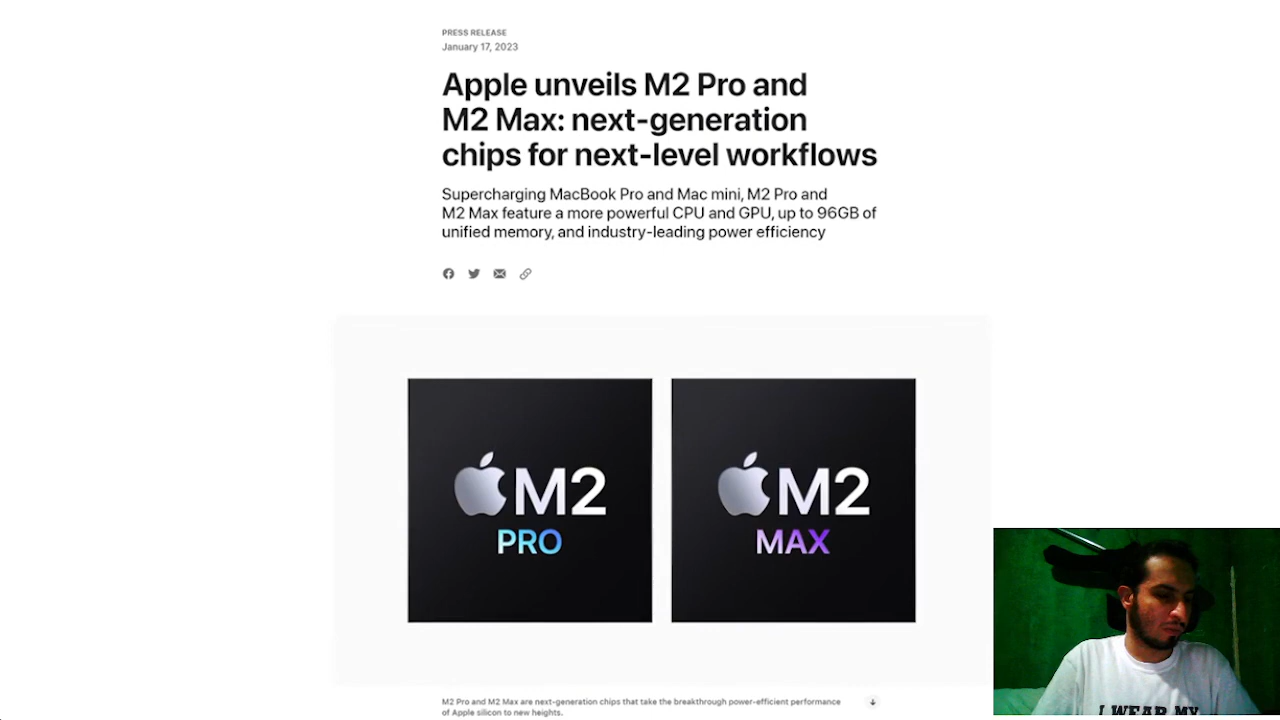 PRESS RELEASE
January 17, 2023
Apple unveils M2 Pro and
M2 Max: next-generation
chips for next-level workflows
Supercharging MacBook Pro and Mac mini, M2 Pro and
M2 Max feature a more powerful CPU and GPU, up to 96GB of
unified memory, and industry-leading power efficiency
M2
PRO
M2
MAX
M2 Pro and M2 Max are next-generation chips that take the breakthrough power-efficient performance
of Apple silicon to new heights.
I WEAR MY